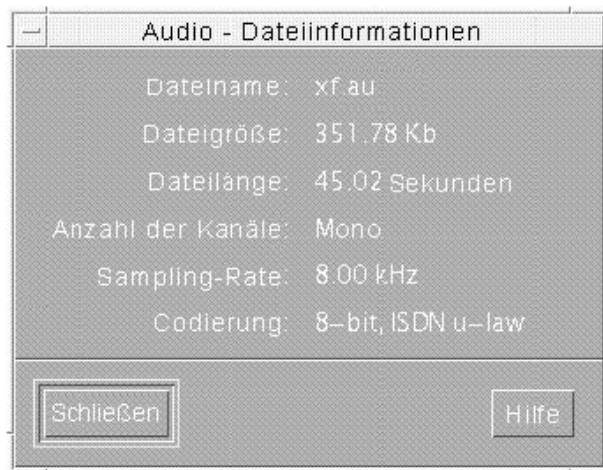 Audio - Dateiinformationen
Dateiname: xf.au
Dateigröße: 351.78 Kb
Dateilänge: 45.02 Sekunden
Anzahl der Kanäle: Mono
Sampling-Rate: 8.00 kHz
Codierung: 8-bit, ISDN u-law
Schließen Hilfe